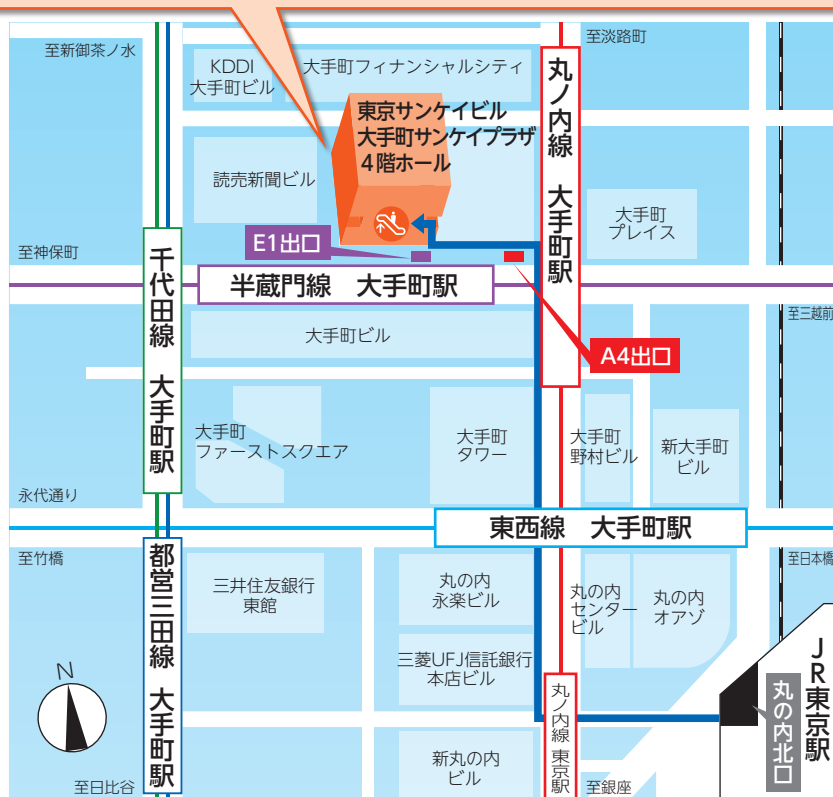 至新御茶ノ水
KDDI
大手町ビル
大手町フィナンシャルシティ
至淡路町
丸ノ内線 大手町駅
東京サンケイビル
大手町サンケイプラザ
4階ホール
読売新聞ビル
大手町
プレイス
E1出口
至神保町
半蔵門線 大手町駅
千代田線 大手町駅
至三越前
大手町ビル
A4出口
大手町
ファーストスクエア
大手町
タワー
大手町
野村ビル
新大手町
ビル
永代通り
東西線 大手町駅
至竹橋
至日本橋
都営三田線 大手町駅
三井住友銀行
東館
丸の内
永楽ビル
丸の内
センター
ビル
丸の内
オアゾ
三菱UFJ信託銀行
本店ビル
JR東京駅
丸の内北口
N
丸ノ内線 東京駅
新丸の内
ビル
至日比谷
至銀座